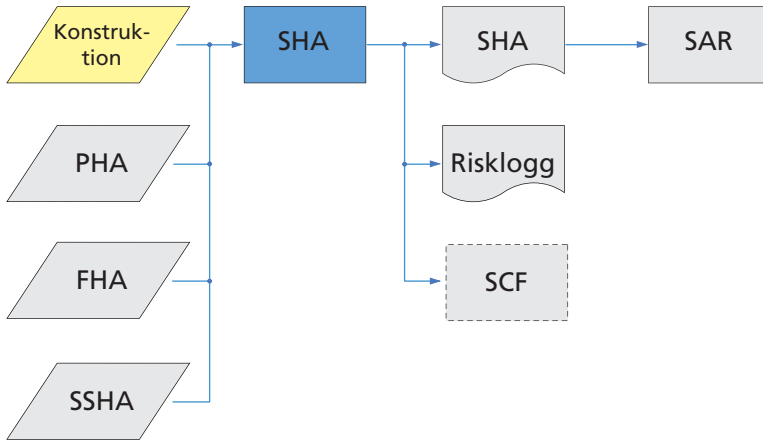 Konstruk-
tion
SHA
SHA
SAR
PHA
Risklogg
FHA
SCF
SSHA